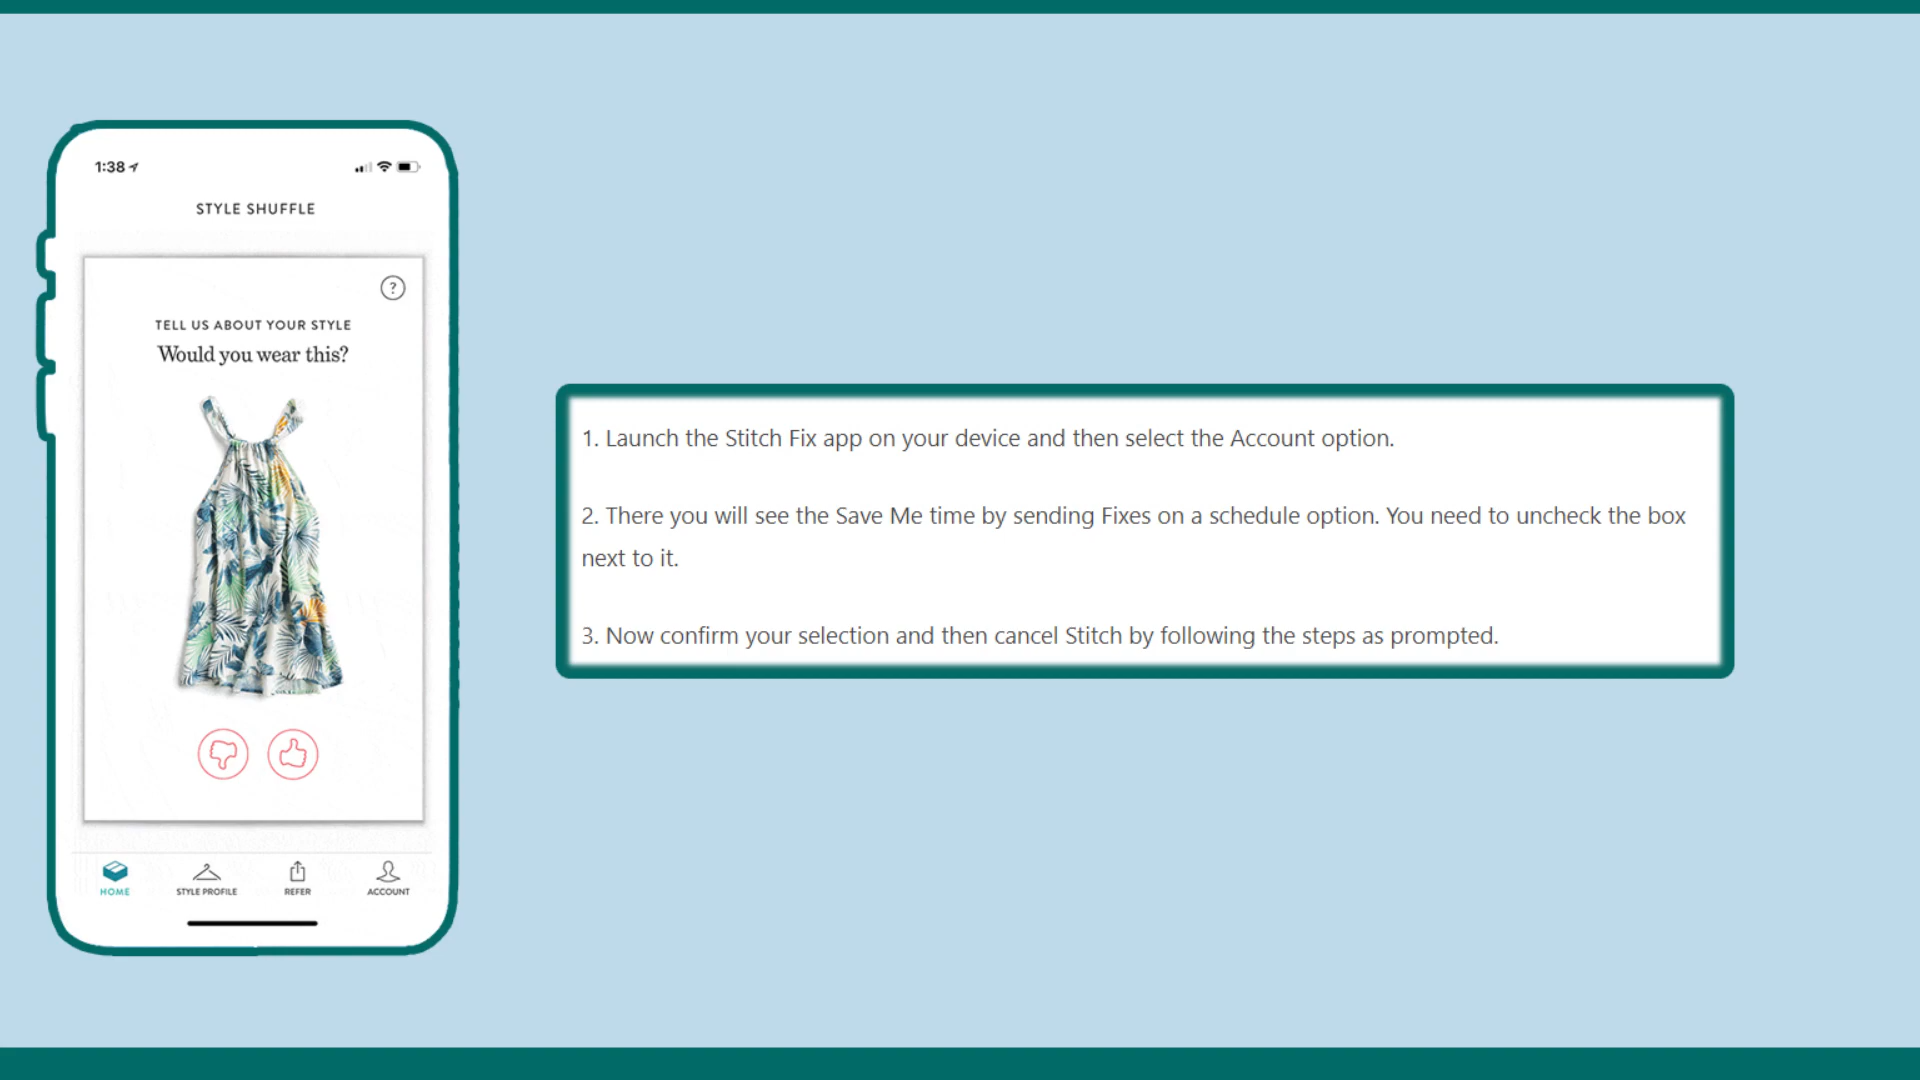 1:38
STYLE SHUFFLE
?
TELL US ABOUT YOUR STYLE
Would you wear this?
HOME
STYLE PROFILE
REFER
ACCOUNT
1. Launch the Stitch Fix app on your device and then select the Account option.
2. There you will see the Save Me time by sending Fixes on a schedule option. You need to uncheck the box
next to it.
3. Now confirm your selection and then cancel Stitch by following the steps as prompted.